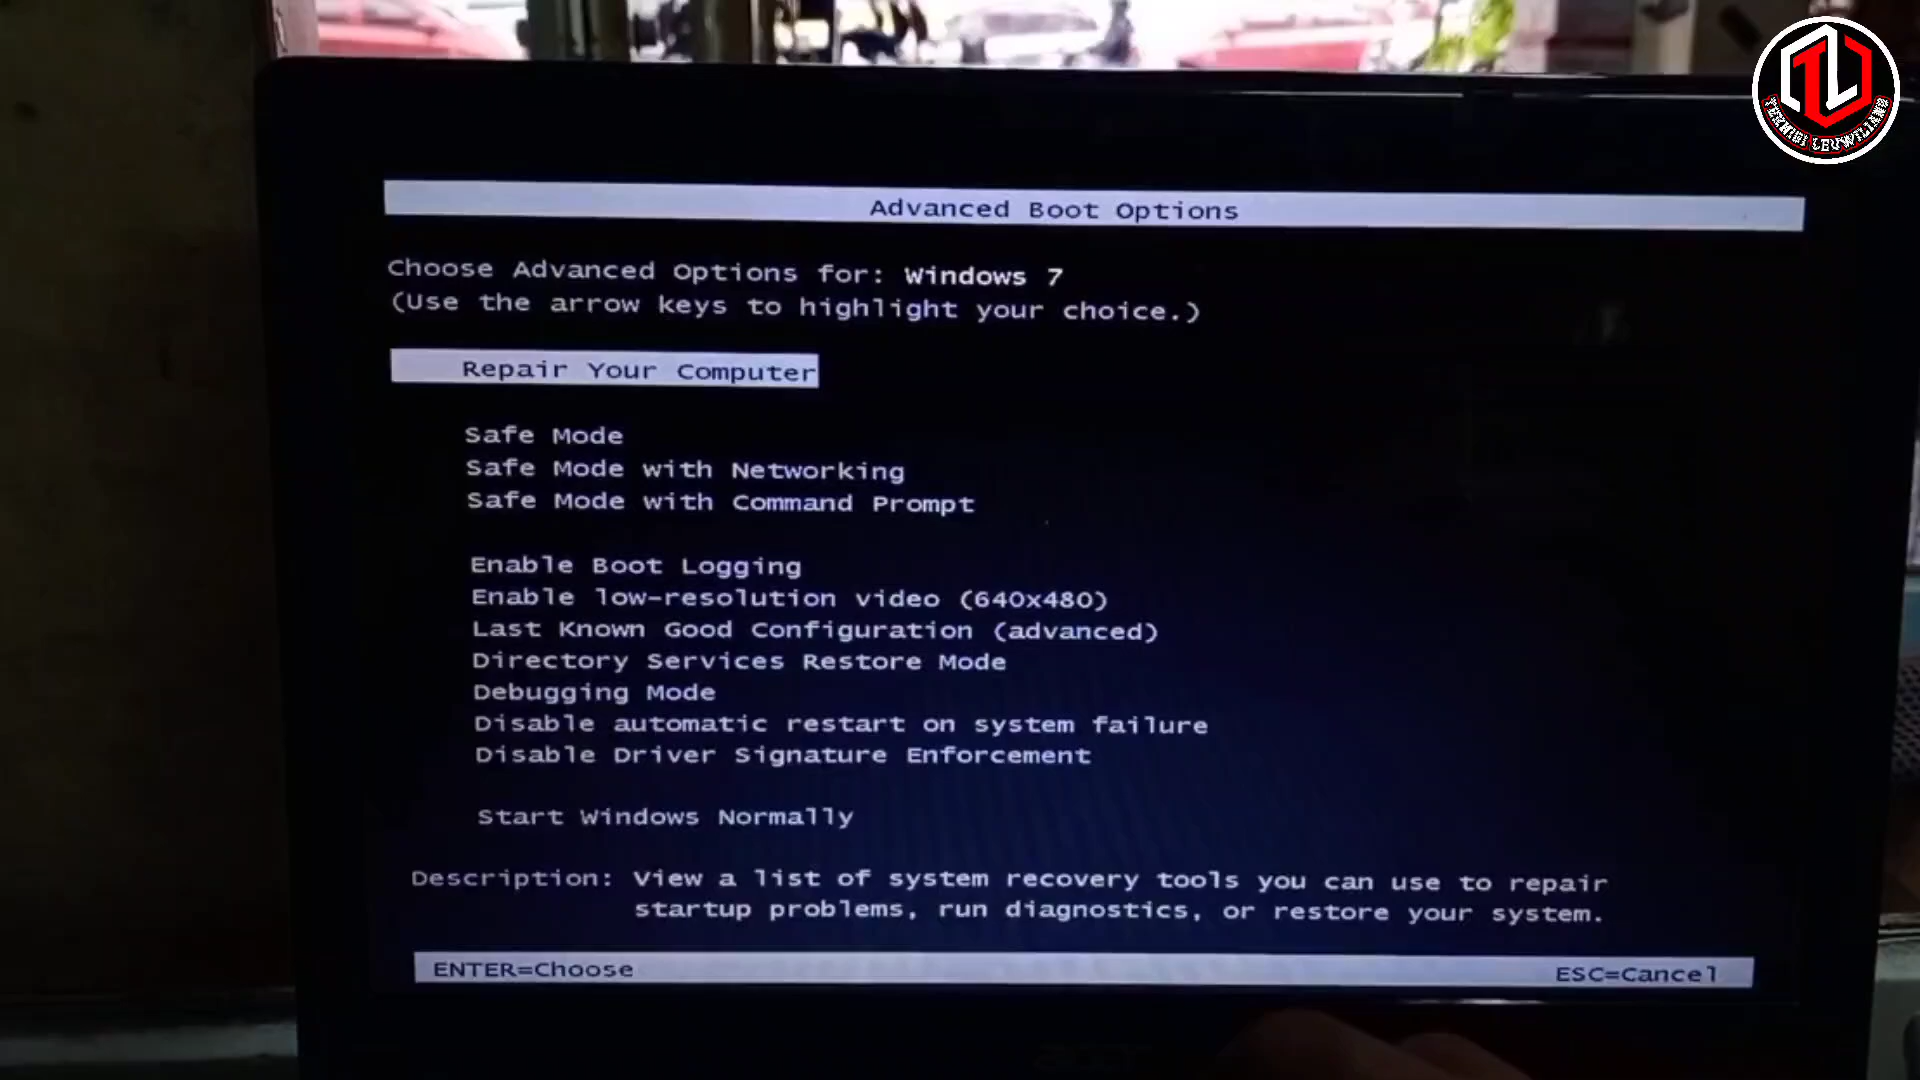 TEKNISI LEUWILIANG
Advanced Boot Options
Choose Advanced Options for: Windows 7
(Use the arrow keys to highlight your choice.)
Repair Your Computer
Safe Mode
Safe Mode with Networking
Safe Mode with Command Prompt
Enable Boot Logging
Enable low-resolution video (640x480)
Last Known Good Configuration (advanced)
Directory Services Restore Mode
Debugging Mode
Disable automatic restart on system failure
Disable Driver Signature Enforcement
Start Windows Normally
Description: View a list of system recovery tools you can use to repair
startup problems, run diagnostics, or restore your system.
ENTER=Choose ESC=Cancel